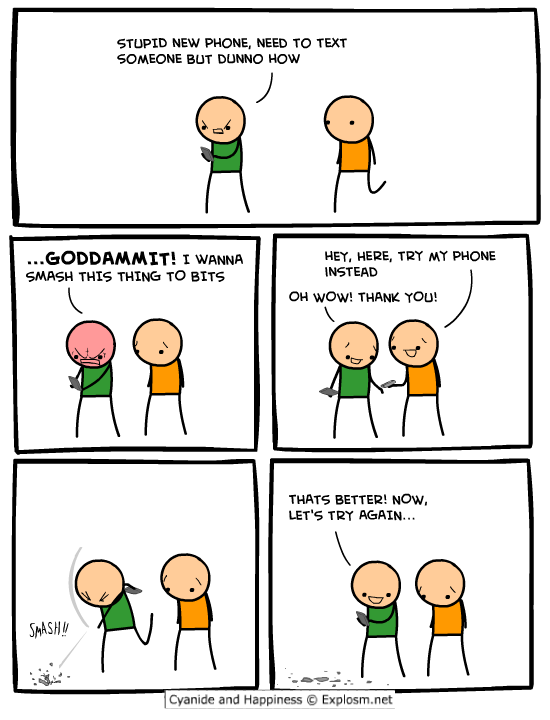 STUPID NEW PHONE, NEED TO TEXT
SOMEONE BUT DUNNO HOW
...GODDAMMIT! I WANNA
SMASH THIS THING TO BITS
HEY, HERE, TRY MY PHONE
INSTEAD
OH WOW! THANK YOU!
SMASH!!
THATS BETTER! NOW,
LET'S TRY AGAIN...
Cyanide and Happiness © Explosm.net